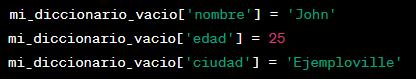 mi_diccionario_vacio['nombre'] = 'John'
mi_diccionario_vacio['edad'] = 25
mi_diccionario_vacio['ciudad'] = 'Ejemploville'